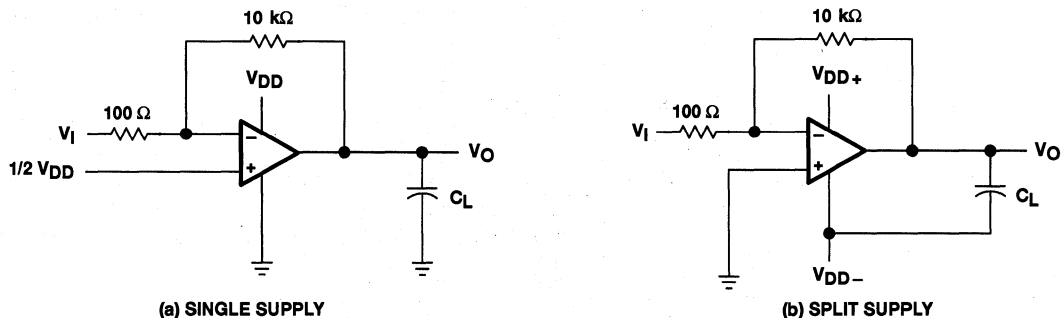 10 kΩ
VDD
100 Ω
VI
−
+
1/2 VDD
VO
CL
(a) SINGLE SUPPLY
10 kΩ
VDD+
100 Ω
VI
−
+
VO
CL
VDD−
(b) SPLIT SUPPLY